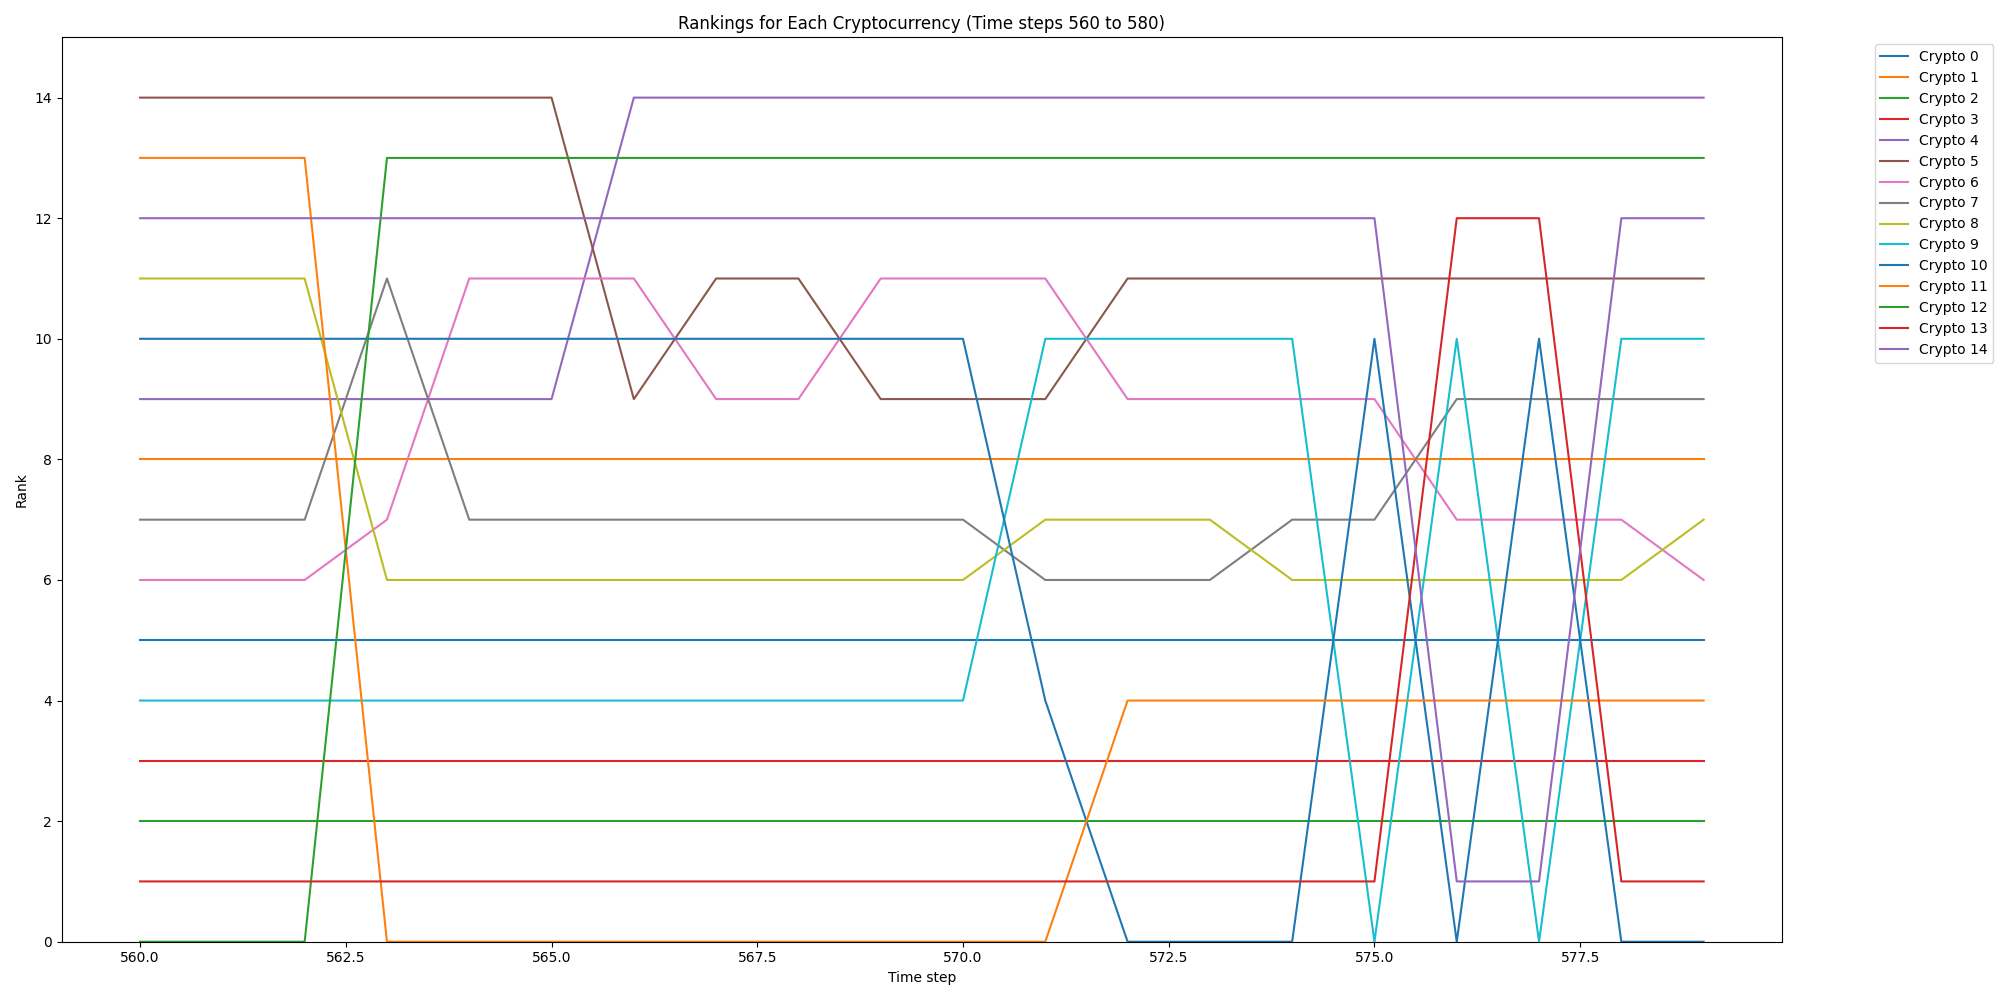 Rankings for Each Cryptocurrency (Time steps 560 to 580)
Rank
14
12
10
8
6
4
2
0
560.0 562.5 565.0 567.5 570.0 572.5 575.0 577.5
Time step
Crypto 0
Crypto 1
Crypto 2
Crypto 3
Crypto 4
Crypto 5
Crypto 6
Crypto 7
Crypto 8
Crypto 9
Crypto 10
Crypto 11
Crypto 12
Crypto 13
Crypto 14